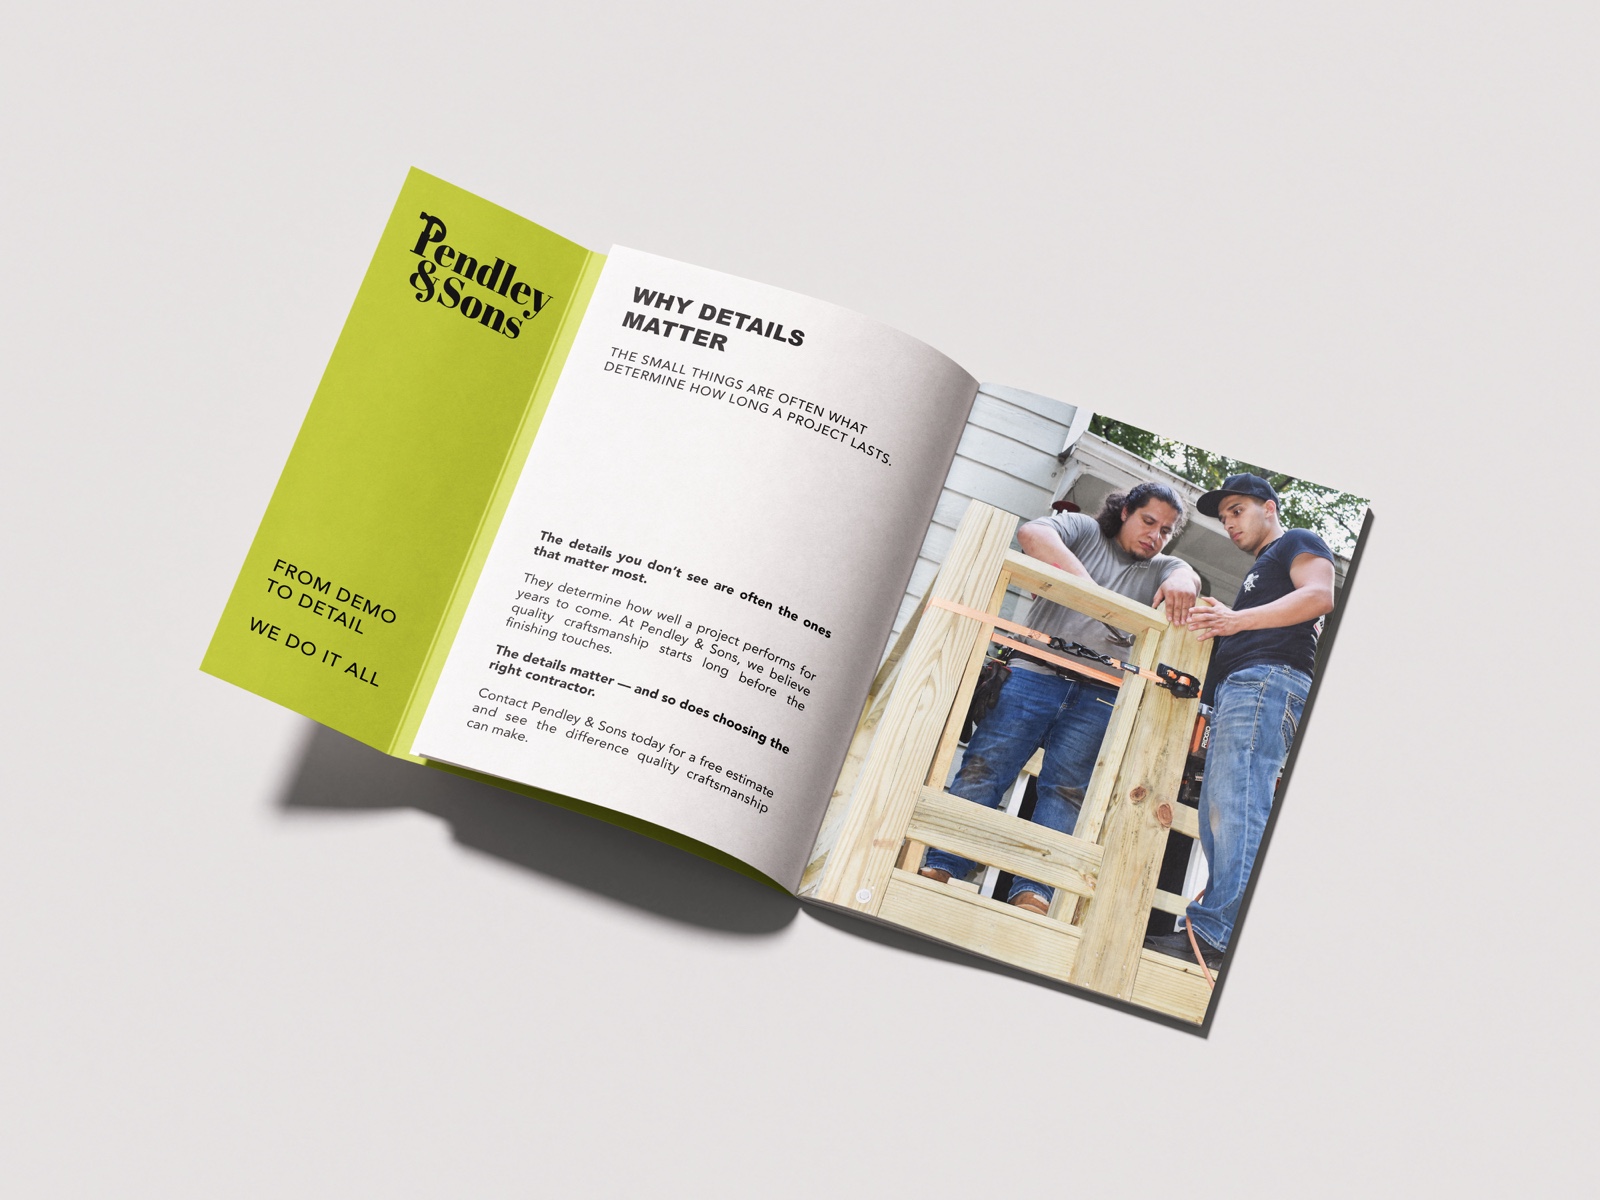 Pendley
& Sons
FROM DEMO
TO DETAIL
WE DO IT ALL
WHY DETAILS
MATTER
THE SMALL THINGS ARE OFTEN WHAT
DETERMINE HOW LONG A PROJECT LASTS.
The details you don't see are often the ones
that matter most.
They determine how well a project performs for
years to come. At Pendley & Sons, we believe
quality craftsmanship starts long before the
finishing touches.
The details matter — and so does choosing the
right contractor.
Contact Pendley & Sons today for a free estimate
and see the difference quality craftsmanship
can make.
RIDGID